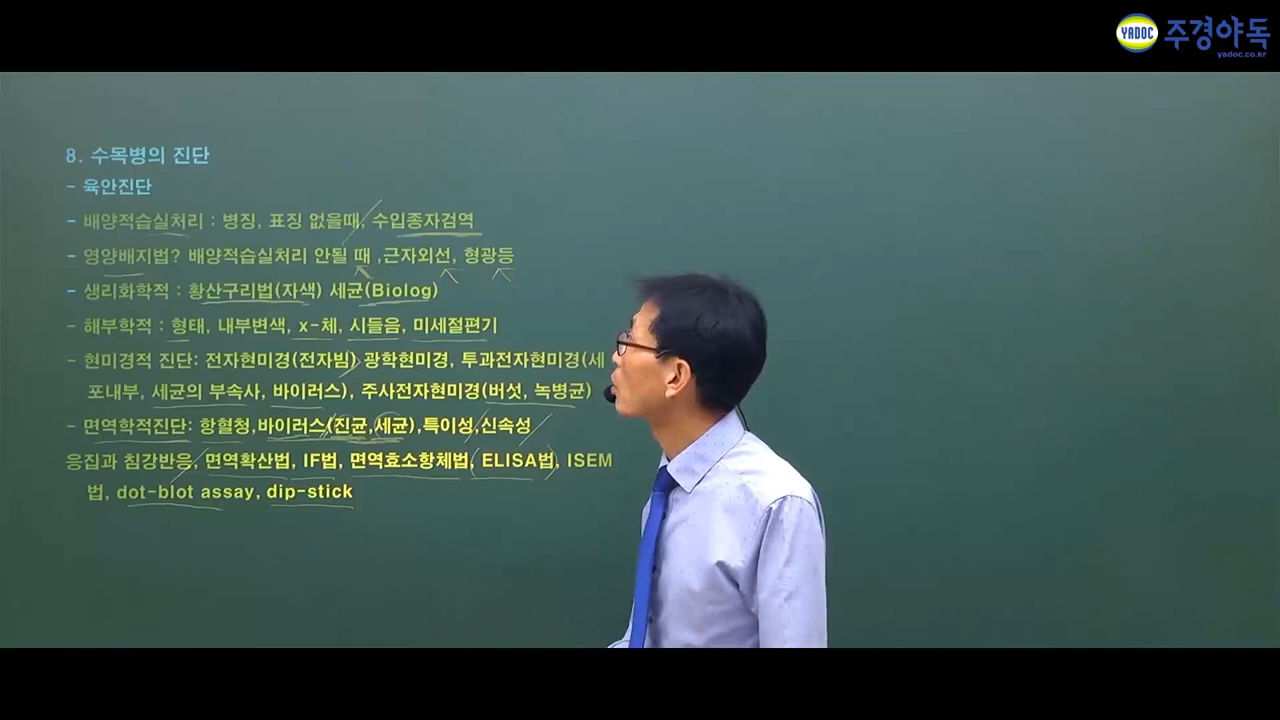 YADOC 주경야독
yadoc.co.kr
8. 수목병의 진단
- 육안진단
- 배양적습실처리 : 병징, 표징 없을때, 수입종자검역
- 영양배지법? 배양적습실처리 안될 때 ,근자외선, 형광등
- 생리화학적 : 황산구리법(자색) 세균(Biolog)
- 해부학적 : 형태, 내부변색, x-체, 시들음, 미세절편기
- 현미경적 진단: 전자현미경(전자빔) 광학현미경, 투과전자현미경(세
포내부, 세균의 부속사, 바이러스), 주사전자현미경(버섯, 녹병균)
- 면역학적진단: 항혈청,바이러스(진균,세균),특이성,신속성
응집과 침강반응, 면역확산법, IF법, 면역효소항체법, ELISA법, ISEM
법, dot-blot assay, dip-stick